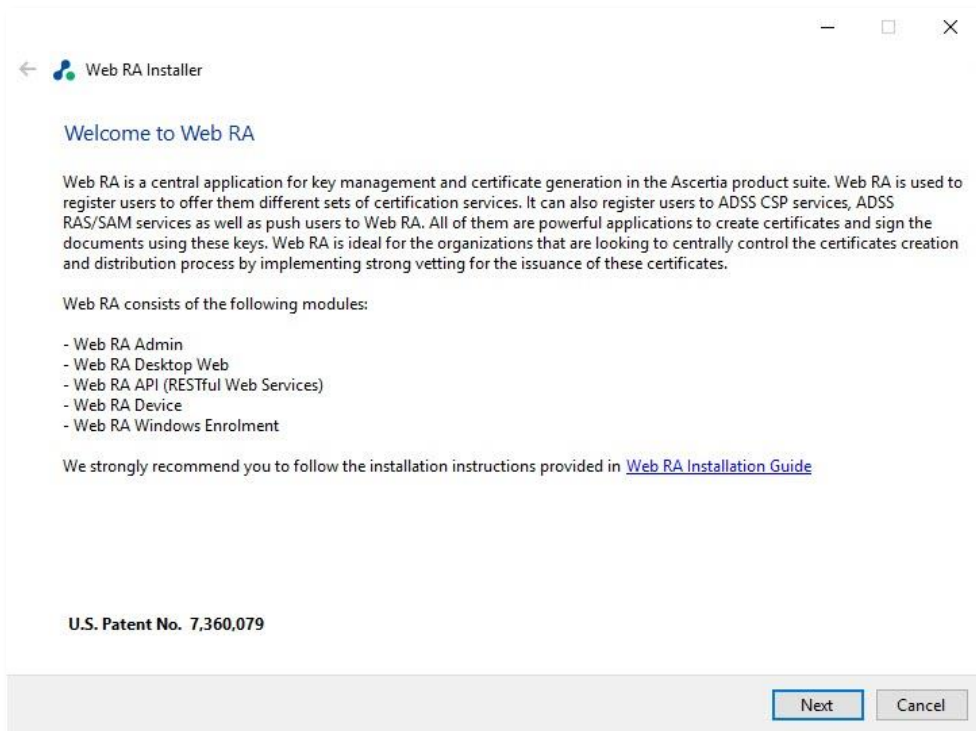 Web RA Installer
Welcome to Web RA
Web RA is a central application for key management and certificate generation in the Ascertia product suite. Web RA is used to
register users to offer them different sets of certification services. It can also register users to ADSS CSP services, ADSS
RAS/SAM services as well as push users to Web RA. All of them are powerful applications to create certificates and sign the
documents using these keys. Web RA is ideal for the organizations that are looking to centrally control the certificates creation
and distribution process by implementing strong vetting for the issuance of these certificates.
Web RA consists of the following modules:
- Web RA Admin
- Web RA Desktop Web
- Web RA API (RESTful Web Services)
- Web RA Device
- Web RA Windows Enrolment
We strongly recommend you to follow the installation instructions provided in Web RA Installation Guide
U.S. Patent No. 7,360,079
Next Cancel